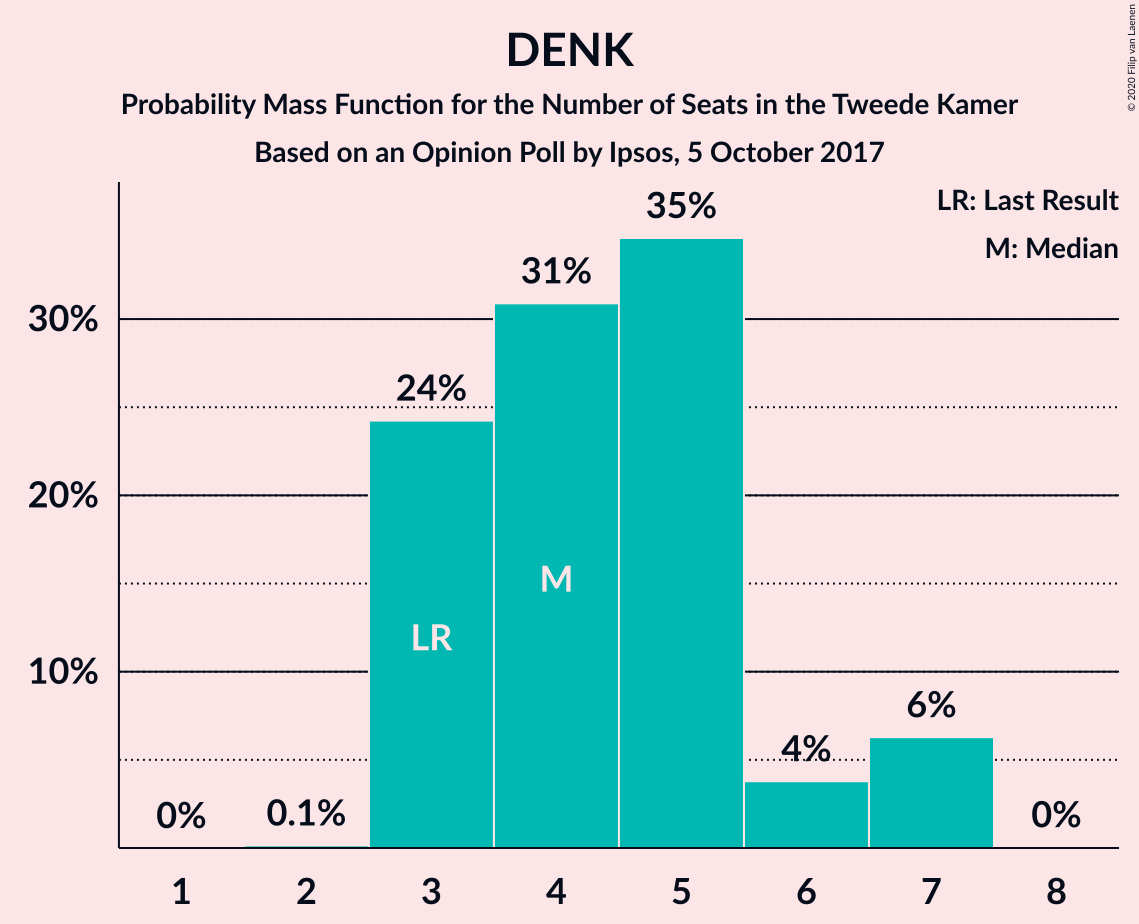 © 2020 Filip van Laenen
DENK
Probability Mass Function for the Number of Seats in the Tweede Kamer
Based on an Opinion Poll by Ipsos, 5 October 2017
LR: Last Result
M: Median
35%
31%
30%
24%
20%
M
LR
10%
6%
4%
0%
0.1%
0%
1 2 3 4 5 6 7 8